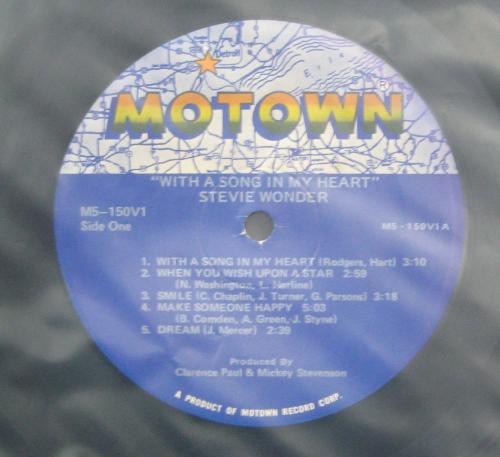 Detroit
MOTOWN®
"WITH A SONG IN MY HEART"
STEVIE WONDER
M5-150V1
Side One
M5-150V1A
1. WITH A SONG IN MY HEART (Rodgers, Hart) 3:10
2. WHEN YOU WISH UPON A STAR 2:59
(N. Washington, L. Harline)
3. SMILE (C. Chaplin, J. Turner, G. Parsons) 3:18
4. MAKE SOMEONE HAPPY 5:03
(B. Comden, A. Green, J. Styne)
5. DREAM (J. Mercer) 2:39
Produced By
Clarence Paul & Mickey Stevenson
A PRODUCT OF MOTOWN RECORD CORP.